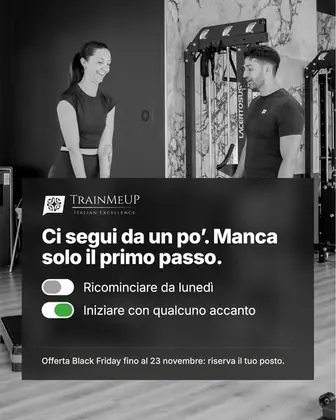 LACERTOSUS
TRAINMEUP
ITALIAN EXCELLENCE
Ci segui da un po’. Manca
solo il primo passo.
Ricominciare da lunedì
Iniziare con qualcuno accanto
Offerta Black Friday fino al 23 novembre: riserva il tuo posto.